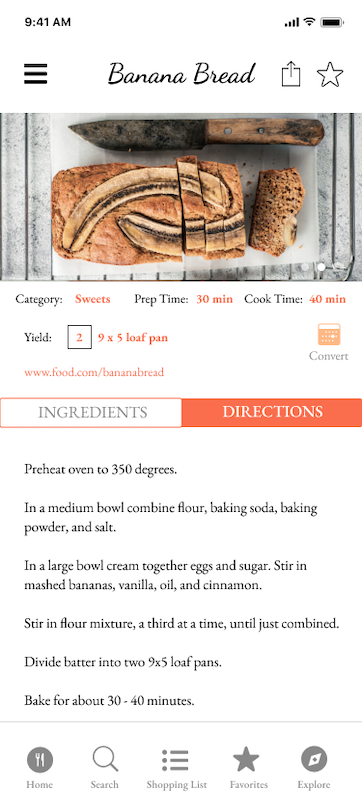 9:41 AM
Banana Bread
Category: Sweets Prep Time: 30 min Cook Time: 40 min
Yield: 2 9 x 5 loaf pan
Convert
www.food.com/bananabread
INGREDIENTS DIRECTIONS
Preheat oven to 350 degrees.
In a medium bowl combine flour, baking soda, baking
powder, and salt.
In a large bowl cream together eggs and sugar. Stir in
mashed bananas, vanilla, oil, and cinnamon.
Stir in flour mixture, a third at a time, until just combined.
Divide batter into two 9x5 loaf pans.
Bake for about 30 - 40 minutes.
Home Search Shopping List Favorites Explore